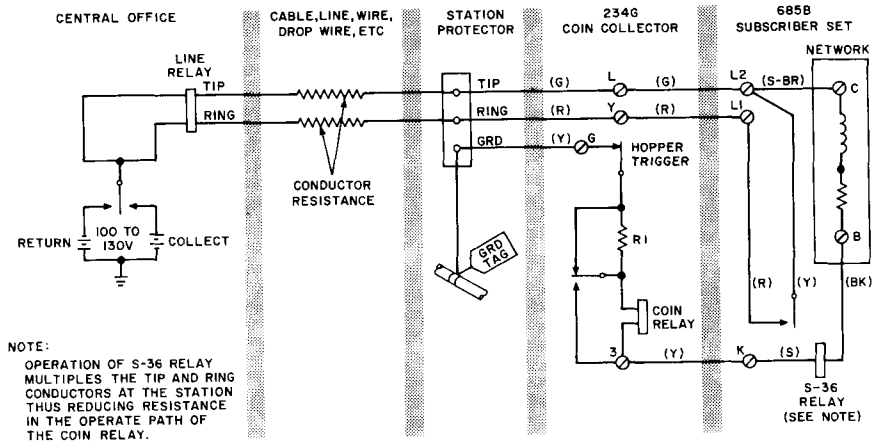 CENTRAL OFFICE
CABLE, LINE, WIRE,
DROP WIRE, ETC
STATION
PROTECTOR
234G
COIN COLLECTOR
685B
SUBSCRIBER SET
LINE
RELAY
NETWORK
TIP
TIP
(G)
L
(G)
L2
(S-BR)
C
RING
RING
(R)
Y
(R)
L1
GRD
(Y)
G
HOPPER
TRIGGER
CONDUCTOR
RESISTANCE
RETURN
100 TO
130V
COLLECT
GRD
TAG
R1
B
(R)
(Y)
(BK)
COIN
RELAY
3
(Y)
K
(S)
S-36
RELAY
(SEE NOTE)
NOTE:
OPERATION OF S-36 RELAY
MULTIPLES THE TIP AND RING
CONDUCTORS AT THE STATION
THUS REDUCING RESISTANCE
IN THE OPERATE PATH OF
THE COIN RELAY.